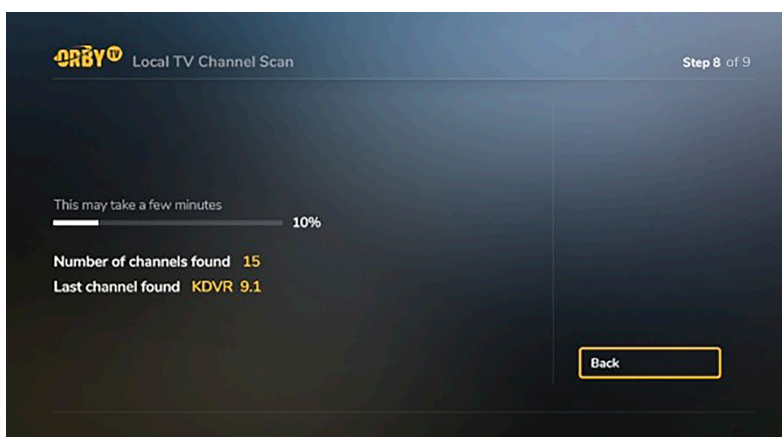 ORBY TV Local TV Channel Scan
Step 8 of 9
This may take a few minutes
10%
Number of channels found 15
Last channel found KDVR 9.1
Back